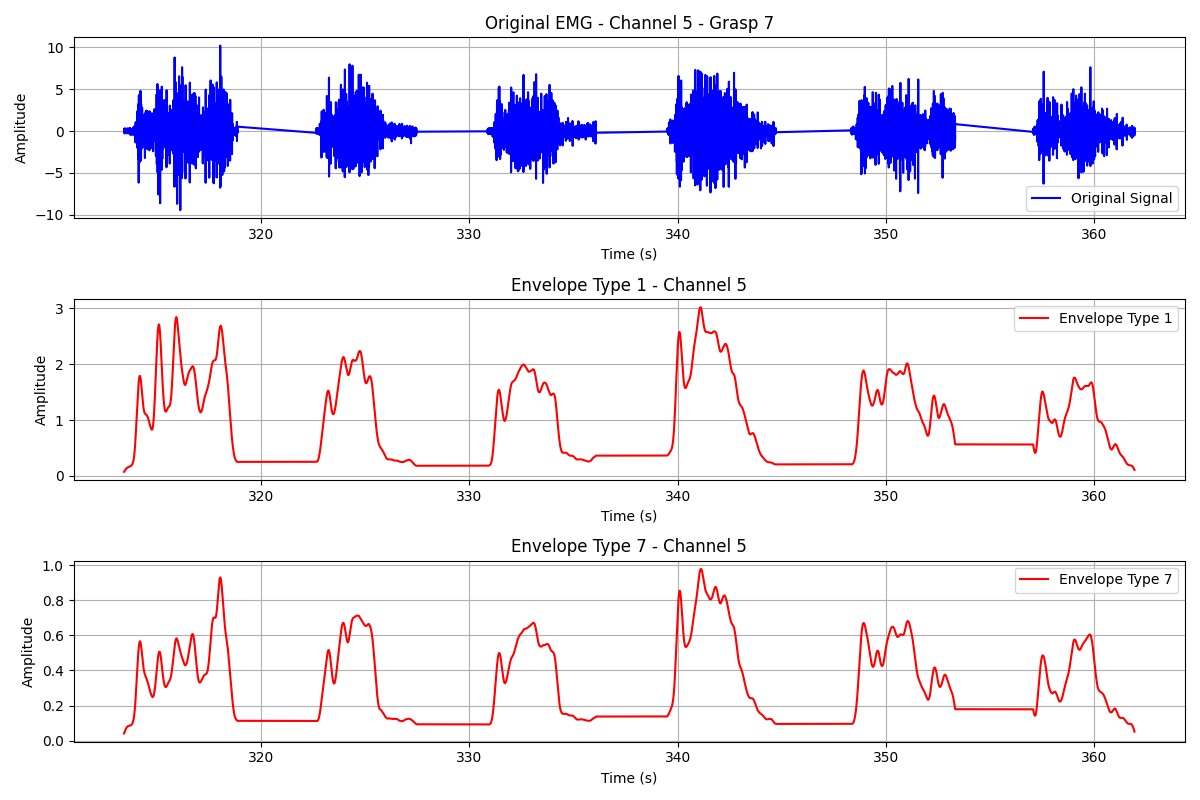 Original EMG - Channel 5 - Grasp 7
10
5
0
−5
−10
Amplitude
Original Signal
320 330 340 350 360
Time (s)
Envelope Type 1 - Channel 5
3
2
1
0
Amplitude
Envelope Type 1
320 330 340 350 360
Time (s)
Envelope Type 7 - Channel 5
1.0
0.8
0.6
0.4
0.2
0.0
Amplitude
Envelope Type 7
320 330 340 350 360
Time (s)